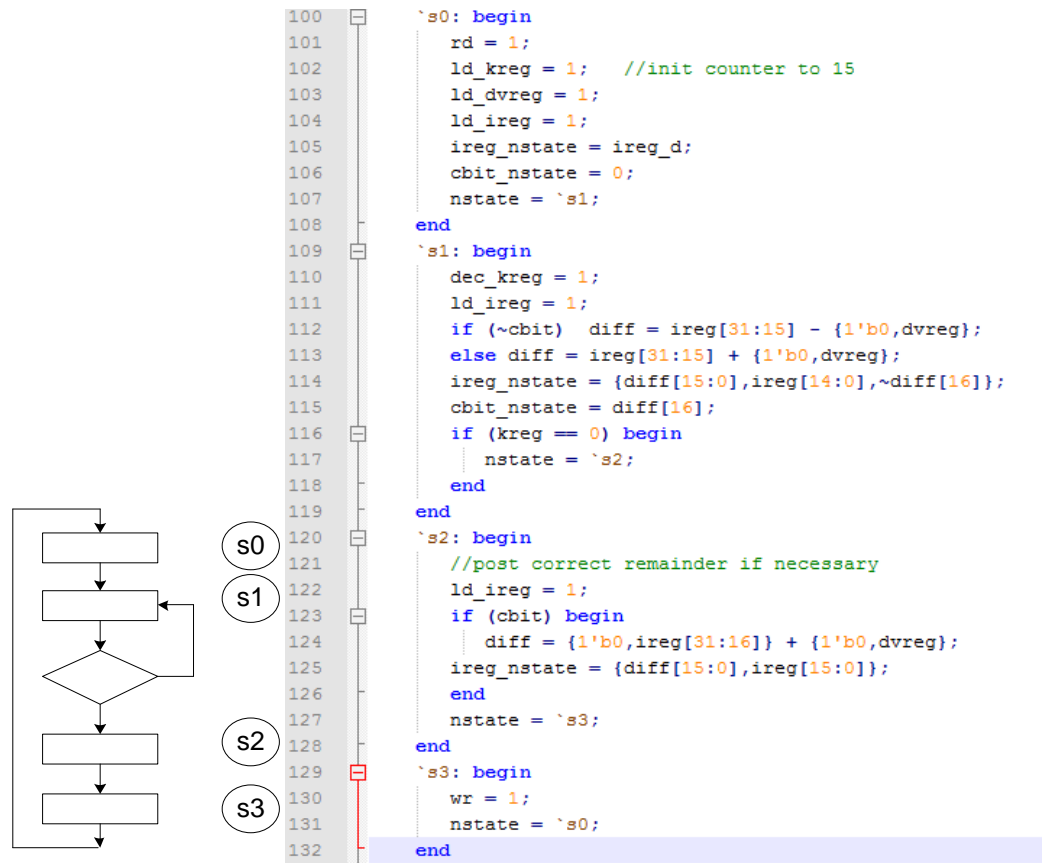 100 `s0: begin
101 rd = 1;
102 ld_kreg = 1; //init counter to 15
103 ld_dvreg = 1;
104 ld_ireg = 1;
105 ireg_nstate = ireg_d;
106 cbit_nstate = 0;
107 nstate = `s1;
108 end
109 `s1: begin
110 dec_kreg = 1;
111 ld_ireg = 1;
112 if (~cbit) diff = ireg[31:15] - {1'b0,dvreg};
113 else diff = ireg[31:15] + {1'b0,dvreg};
114 ireg_nstate = {diff[15:0],ireg[14:0],~diff[16]};
115 cbit_nstate = diff[16];
116 if (kreg == 0) begin
117 nstate = `s2;
118 end
119 end
120 `s2: begin
121 //post correct remainder if necessary
122 ld_ireg = 1;
123 if (cbit) begin
124 diff = {1'b0,ireg[31:16]} + {1'b0,dvreg};
125 ireg_nstate = {diff[15:0],ireg[15:0]};
126 end
127 nstate = `s3;
128 end
129 `s3: begin
130 wr = 1;
131 nstate = `s0;
132 end
s0
s1
s2
s3